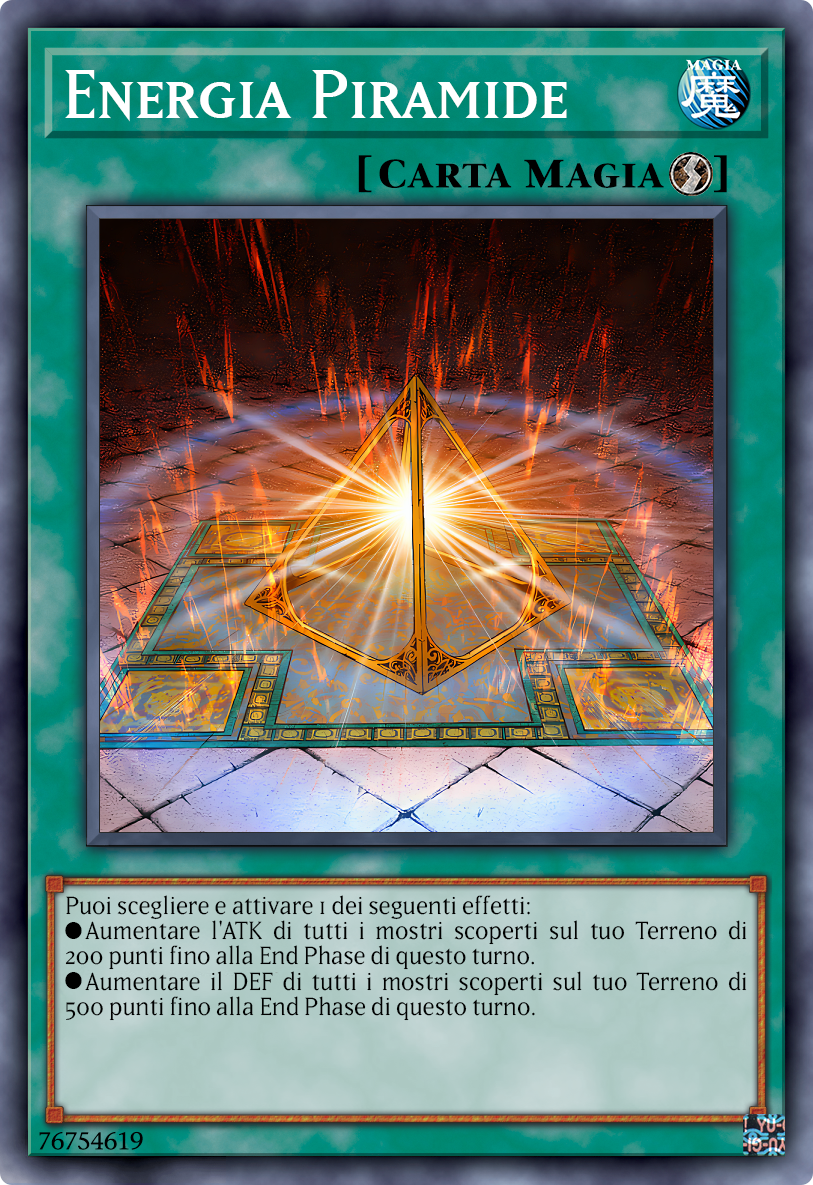 Energia Piramide
MAGIA
魔
[Carta Magia]
Puoi scegliere e attivare 1 dei seguenti effetti:
●Aumentare l'ATK di tutti i mostri scoperti sul tuo Terreno di
200 punti fino alla End Phase di questo turno.
●Aumentare il DEF di tutti i mostri scoperti sul tuo Terreno di
500 punti fino alla End Phase di questo turno.
76754619